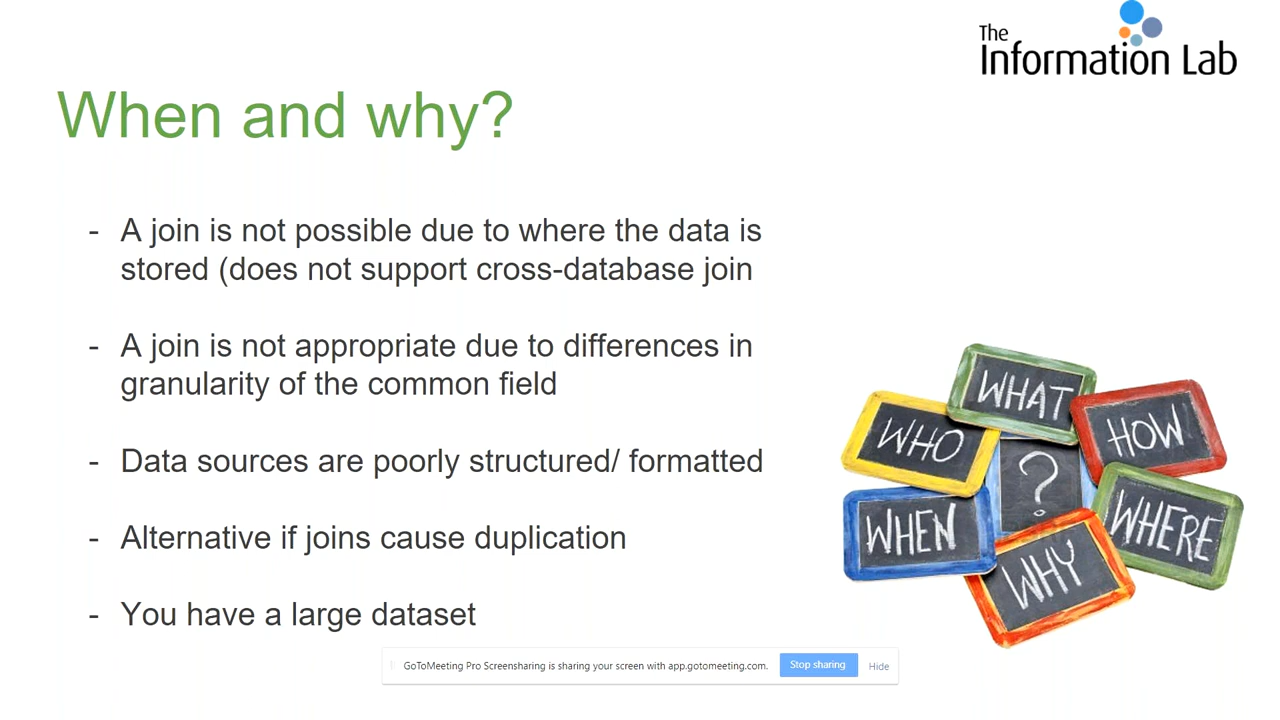 The
Information Lab
When and why?
- A join is not possible due to where the data is
stored (does not support cross-database join
- A join is not appropriate due to differences in
granularity of the common field
- Data sources are poorly structured/ formatted
- Alternative if joins cause duplication
- You have a large dataset
WHAT
WHO
HOW
?
WHEN
WHERE
WHY
GoToMeeting Pro Screensharing is sharing your screen with app.gotomeeting.com. Stop sharing Hide